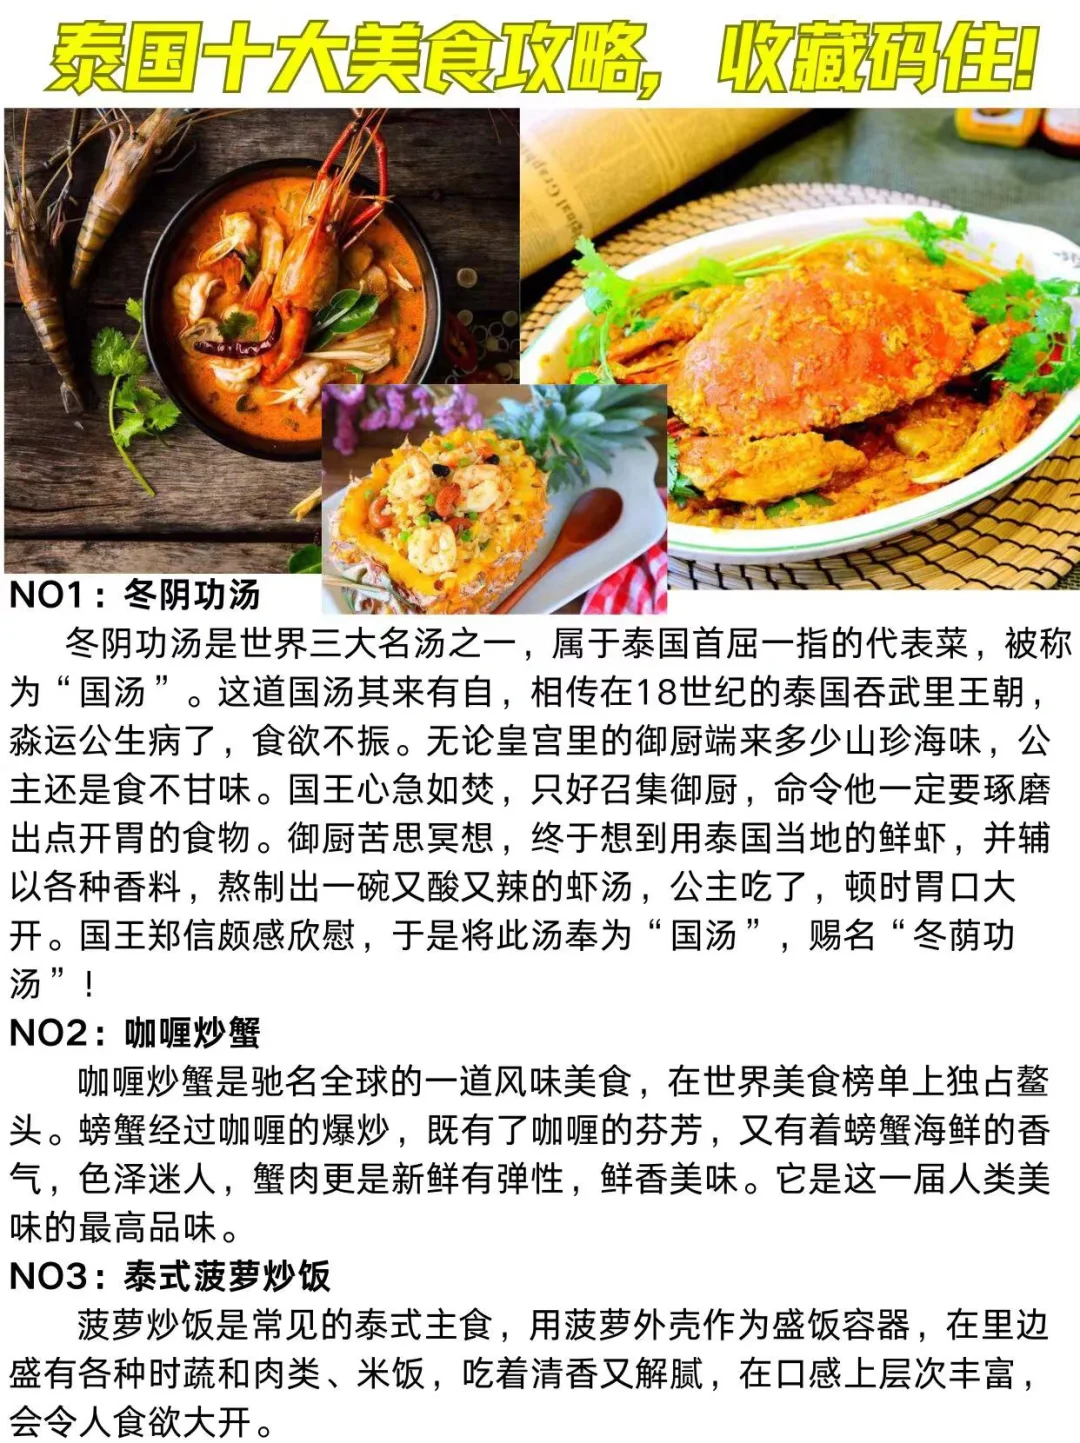 泰国十大美食攻略，收藏码住!
onal Graphi
NO1：冬阴功汤
冬阴功汤是世界三大名汤之一，属于泰国首屈一指的代表菜，被称
为“国汤”。这道国汤其来有自，相传在18世纪的泰国吞武里王朝，
淼运公生病了，食欲不振。无论皇宫里的御厨端来多少山珍海味，公
主还是食不甘味。国王心急如焚，只好召集御厨，命令他一定要琢磨
出点开胃的食物。御厨苦思冥想，终于想到用泰国当地的鲜虾，并辅
以各种香料，熬制出一碗又酸又辣的虾汤，公主吃了，顿时胃口大
开。国王郑信颇感欣慰，于是将此汤奉为“国汤”，赐名“冬荫功
汤”！
NO2：咖喱炒蟹
咖喱炒蟹是驰名全球的一道风味美食，在世界美食榜单上独占鳌
头。螃蟹经过咖喱的爆炒，既有了咖喱的芬芳，又有着螃蟹海鲜的香
气，色泽迷人，蟹肉更是新鲜有弹性，鲜香美味。它是这一届人类美
味的最高品味。
NO3：泰式菠萝炒饭
菠萝炒饭是常见的泰式主食，用菠萝外壳作为盛饭容器，在里边
盛有各种时蔬和肉类、米饭，吃着清香又解腻，在口感上层次丰富，
会令人食欲大开。